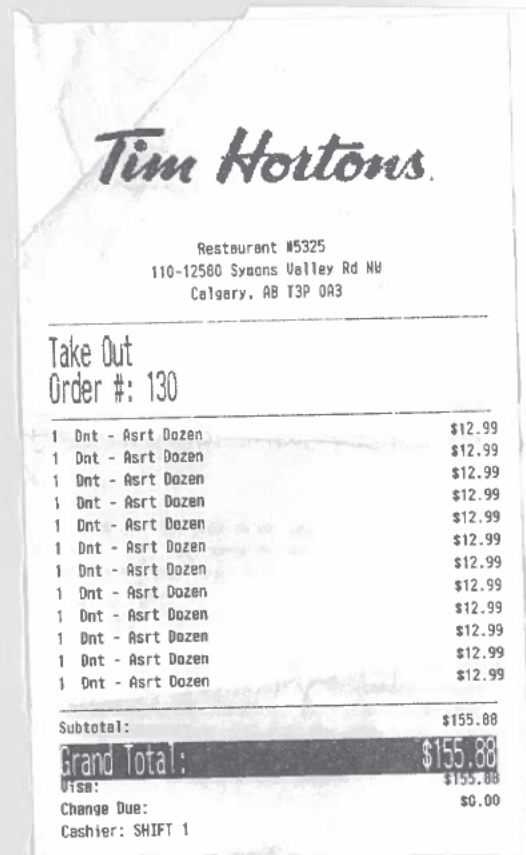 Tim Hortons.
Restaurant #5325
110-12580 Symons Valley Rd NW
Calgary, AB T3P 0A3
Take Out
Order #: 130
1 Dnt - Asrt Dozen $12.99
1 Dnt - Asrt Dozen $12.99
1 Dnt - Asrt Dozen $12.99
1 Dnt - Asrt Dozen $12.99
1 Dnt - Asrt Dozen $12.99
1 Dnt - Asrt Dozen $12.99
1 Dnt - Asrt Dozen $12.99
1 Dnt - Asrt Dozen $12.99
1 Dnt - Asrt Dozen $12.99
1 Dnt - Asrt Dozen $12.99
1 Dnt - Asrt Dozen $12.99
1 Dnt - Asrt Dozen $12.99
Subtotal: $155.88
Grand Total: $155.88
Visa: $155.88
Change Due: $0.00
Cashier: SHIFT 1